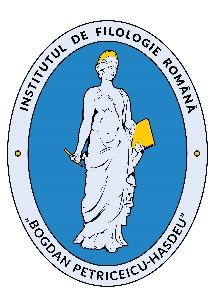 INSTITUTUL DE FILOLOGIE ROMÂNĂ
„BOGDAN PETRICEICU-HASDEU”